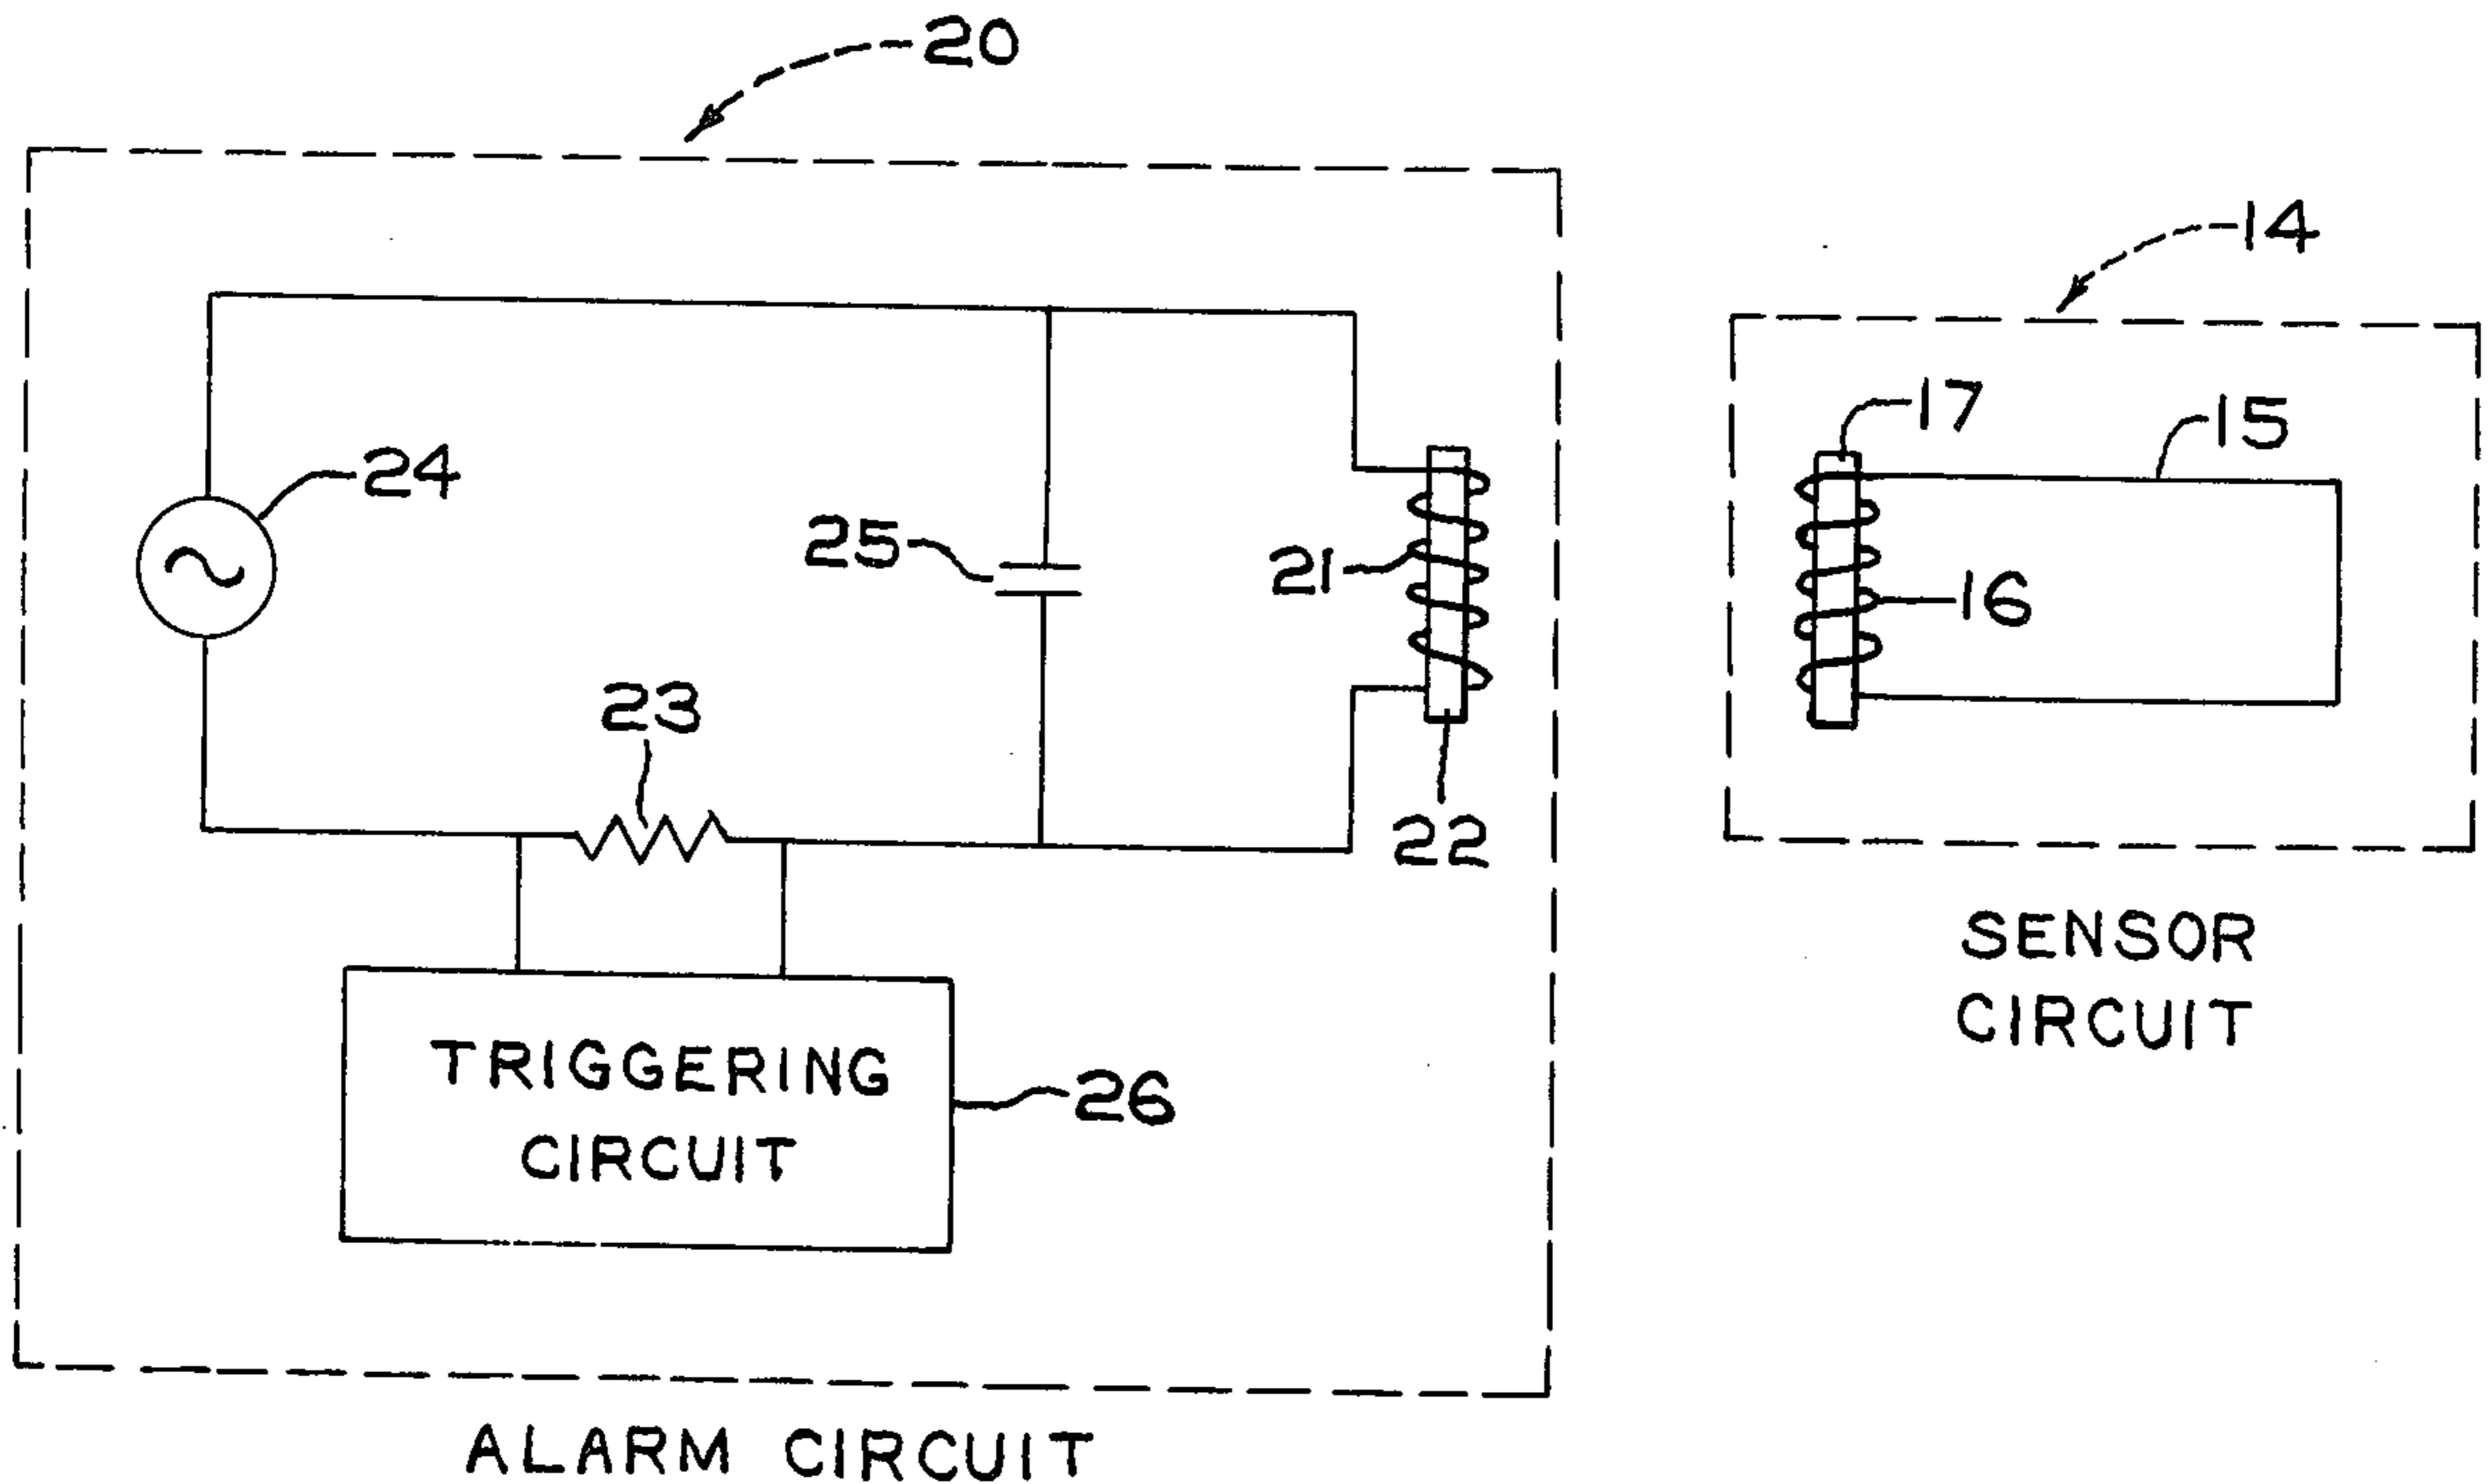 20
14
17
15
24
25
21
16
23
22
SENSOR
CIRCUIT
TRIGGERING
CIRCUIT
26
ALARM CIRCUIT